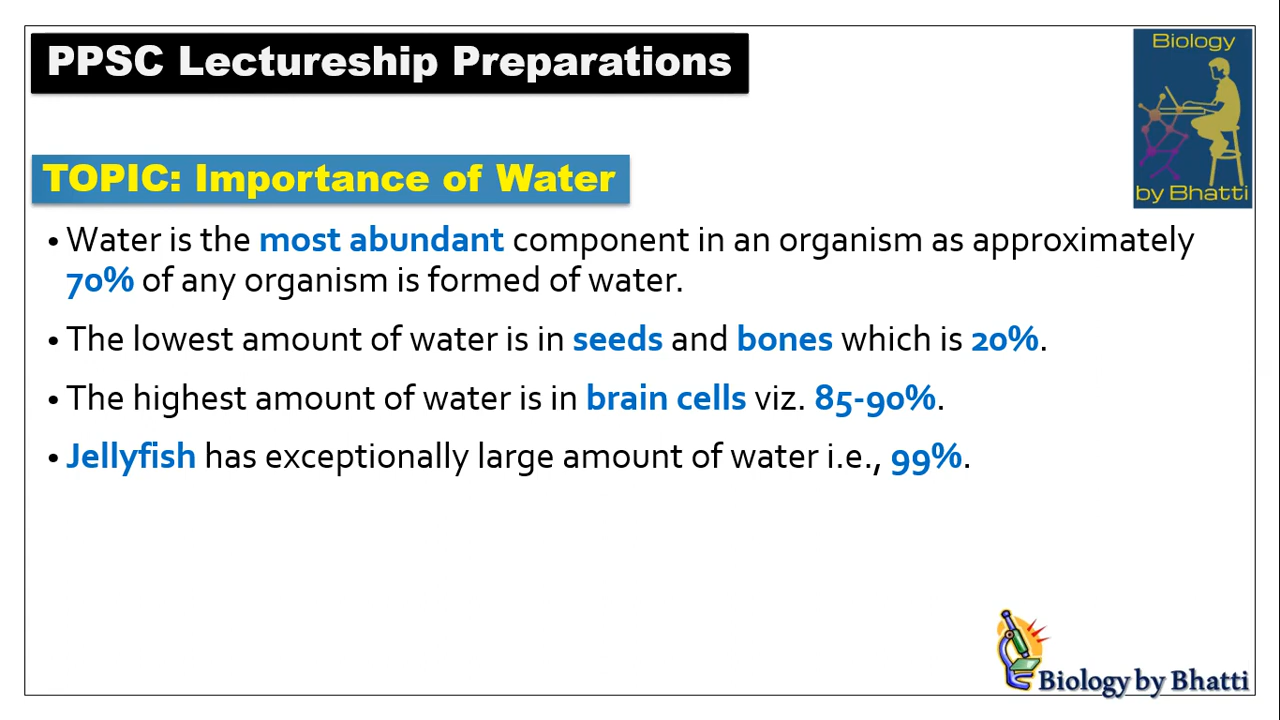 PPSC Lectureship Preparations
Biology
by Bhatti
TOPIC: Importance of Water
• Water is the most abundant component in an organism as approximately
70% of any organism is formed of water.
• The lowest amount of water is in seeds and bones which is 20%.
• The highest amount of water is in brain cells viz. 85-90%.
• Jellyfish has exceptionally large amount of water i.e., 99%.
Biology by Bhatti